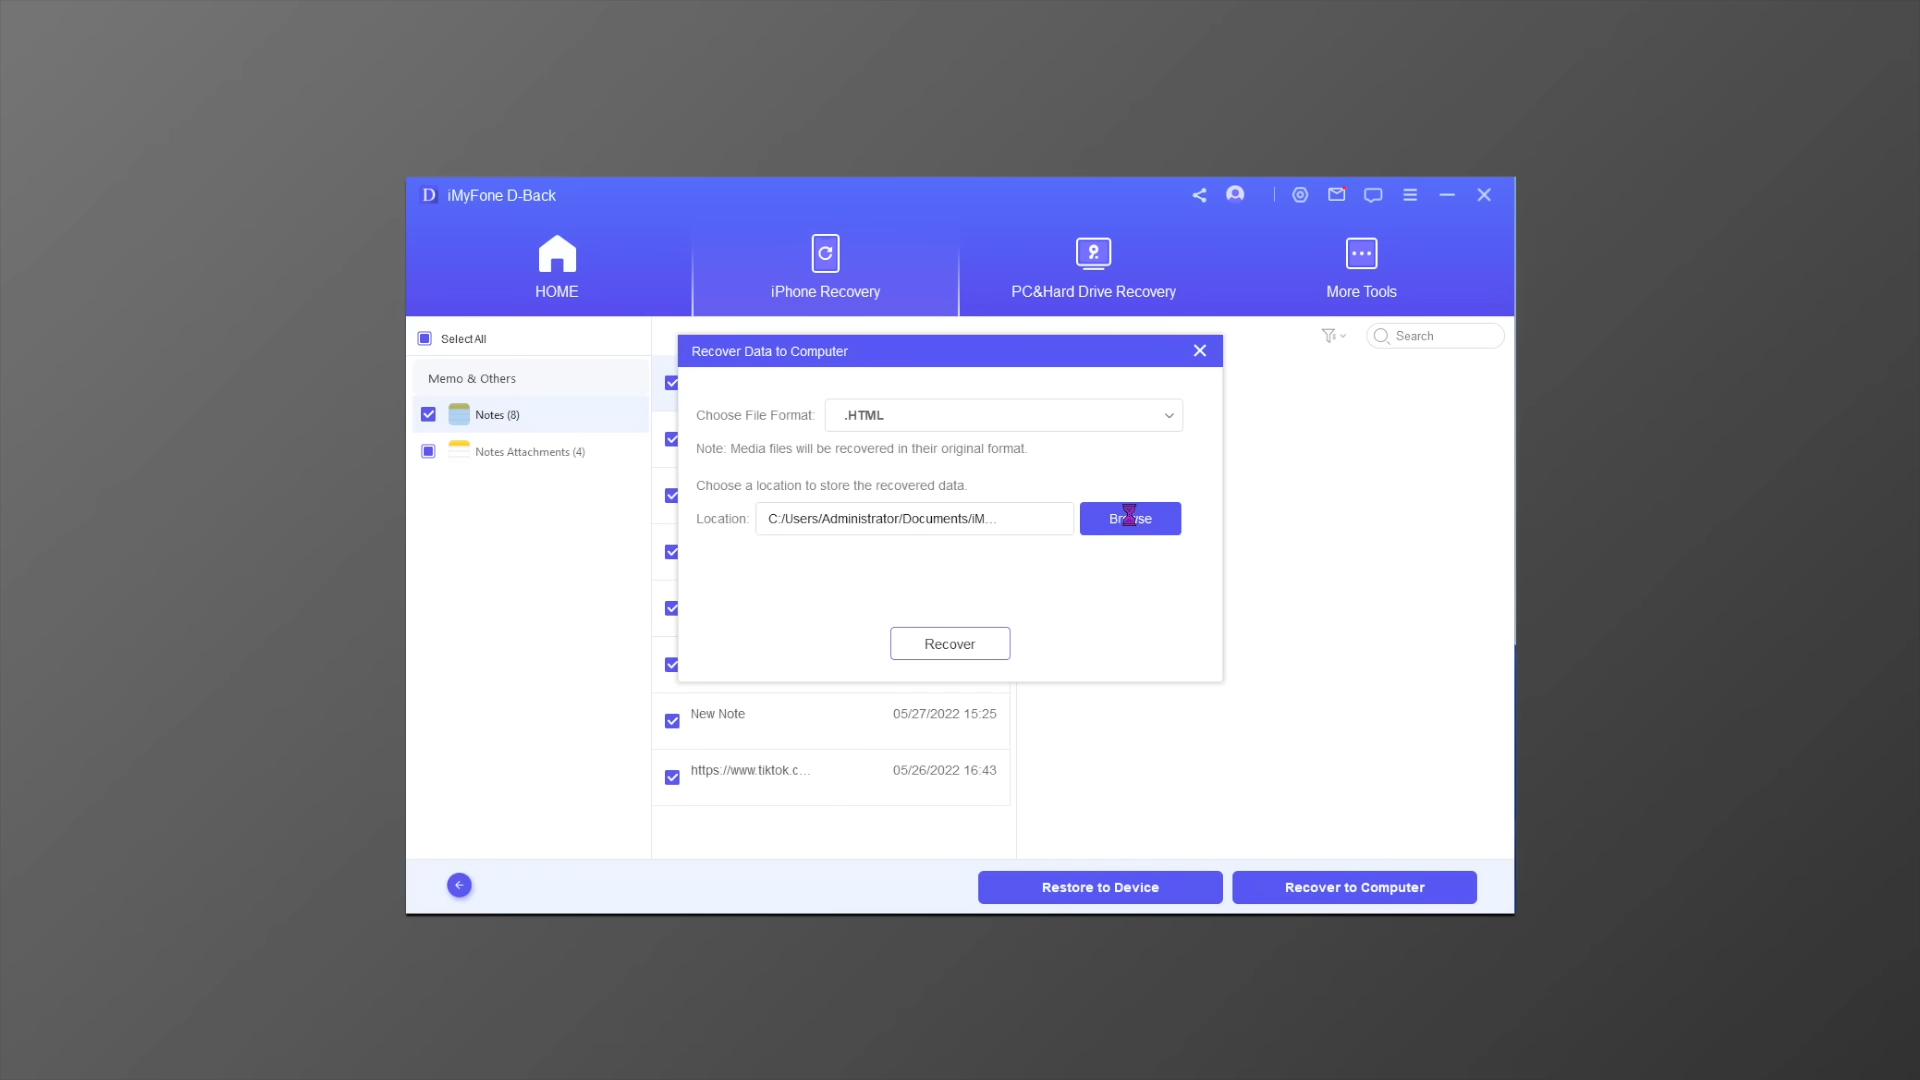 D iMyFone D-Back
HOME
iPhone Recovery
PC&Hard Drive Recovery
More Tools
Select All
Search
Memo & Others
Notes (8)
Notes Attachments (4)
Recover Data to Computer
Choose File Format: .HTML
Note: Media files will be recovered in their original format.
Choose a location to store the recovered data.
Location: C:/Users/Administrator/Documents/iM... Browse
Recover
New Note 05/27/2022 15:25
https://www.tiktok.c... 05/26/2022 16:43
Restore to Device
Recover to Computer